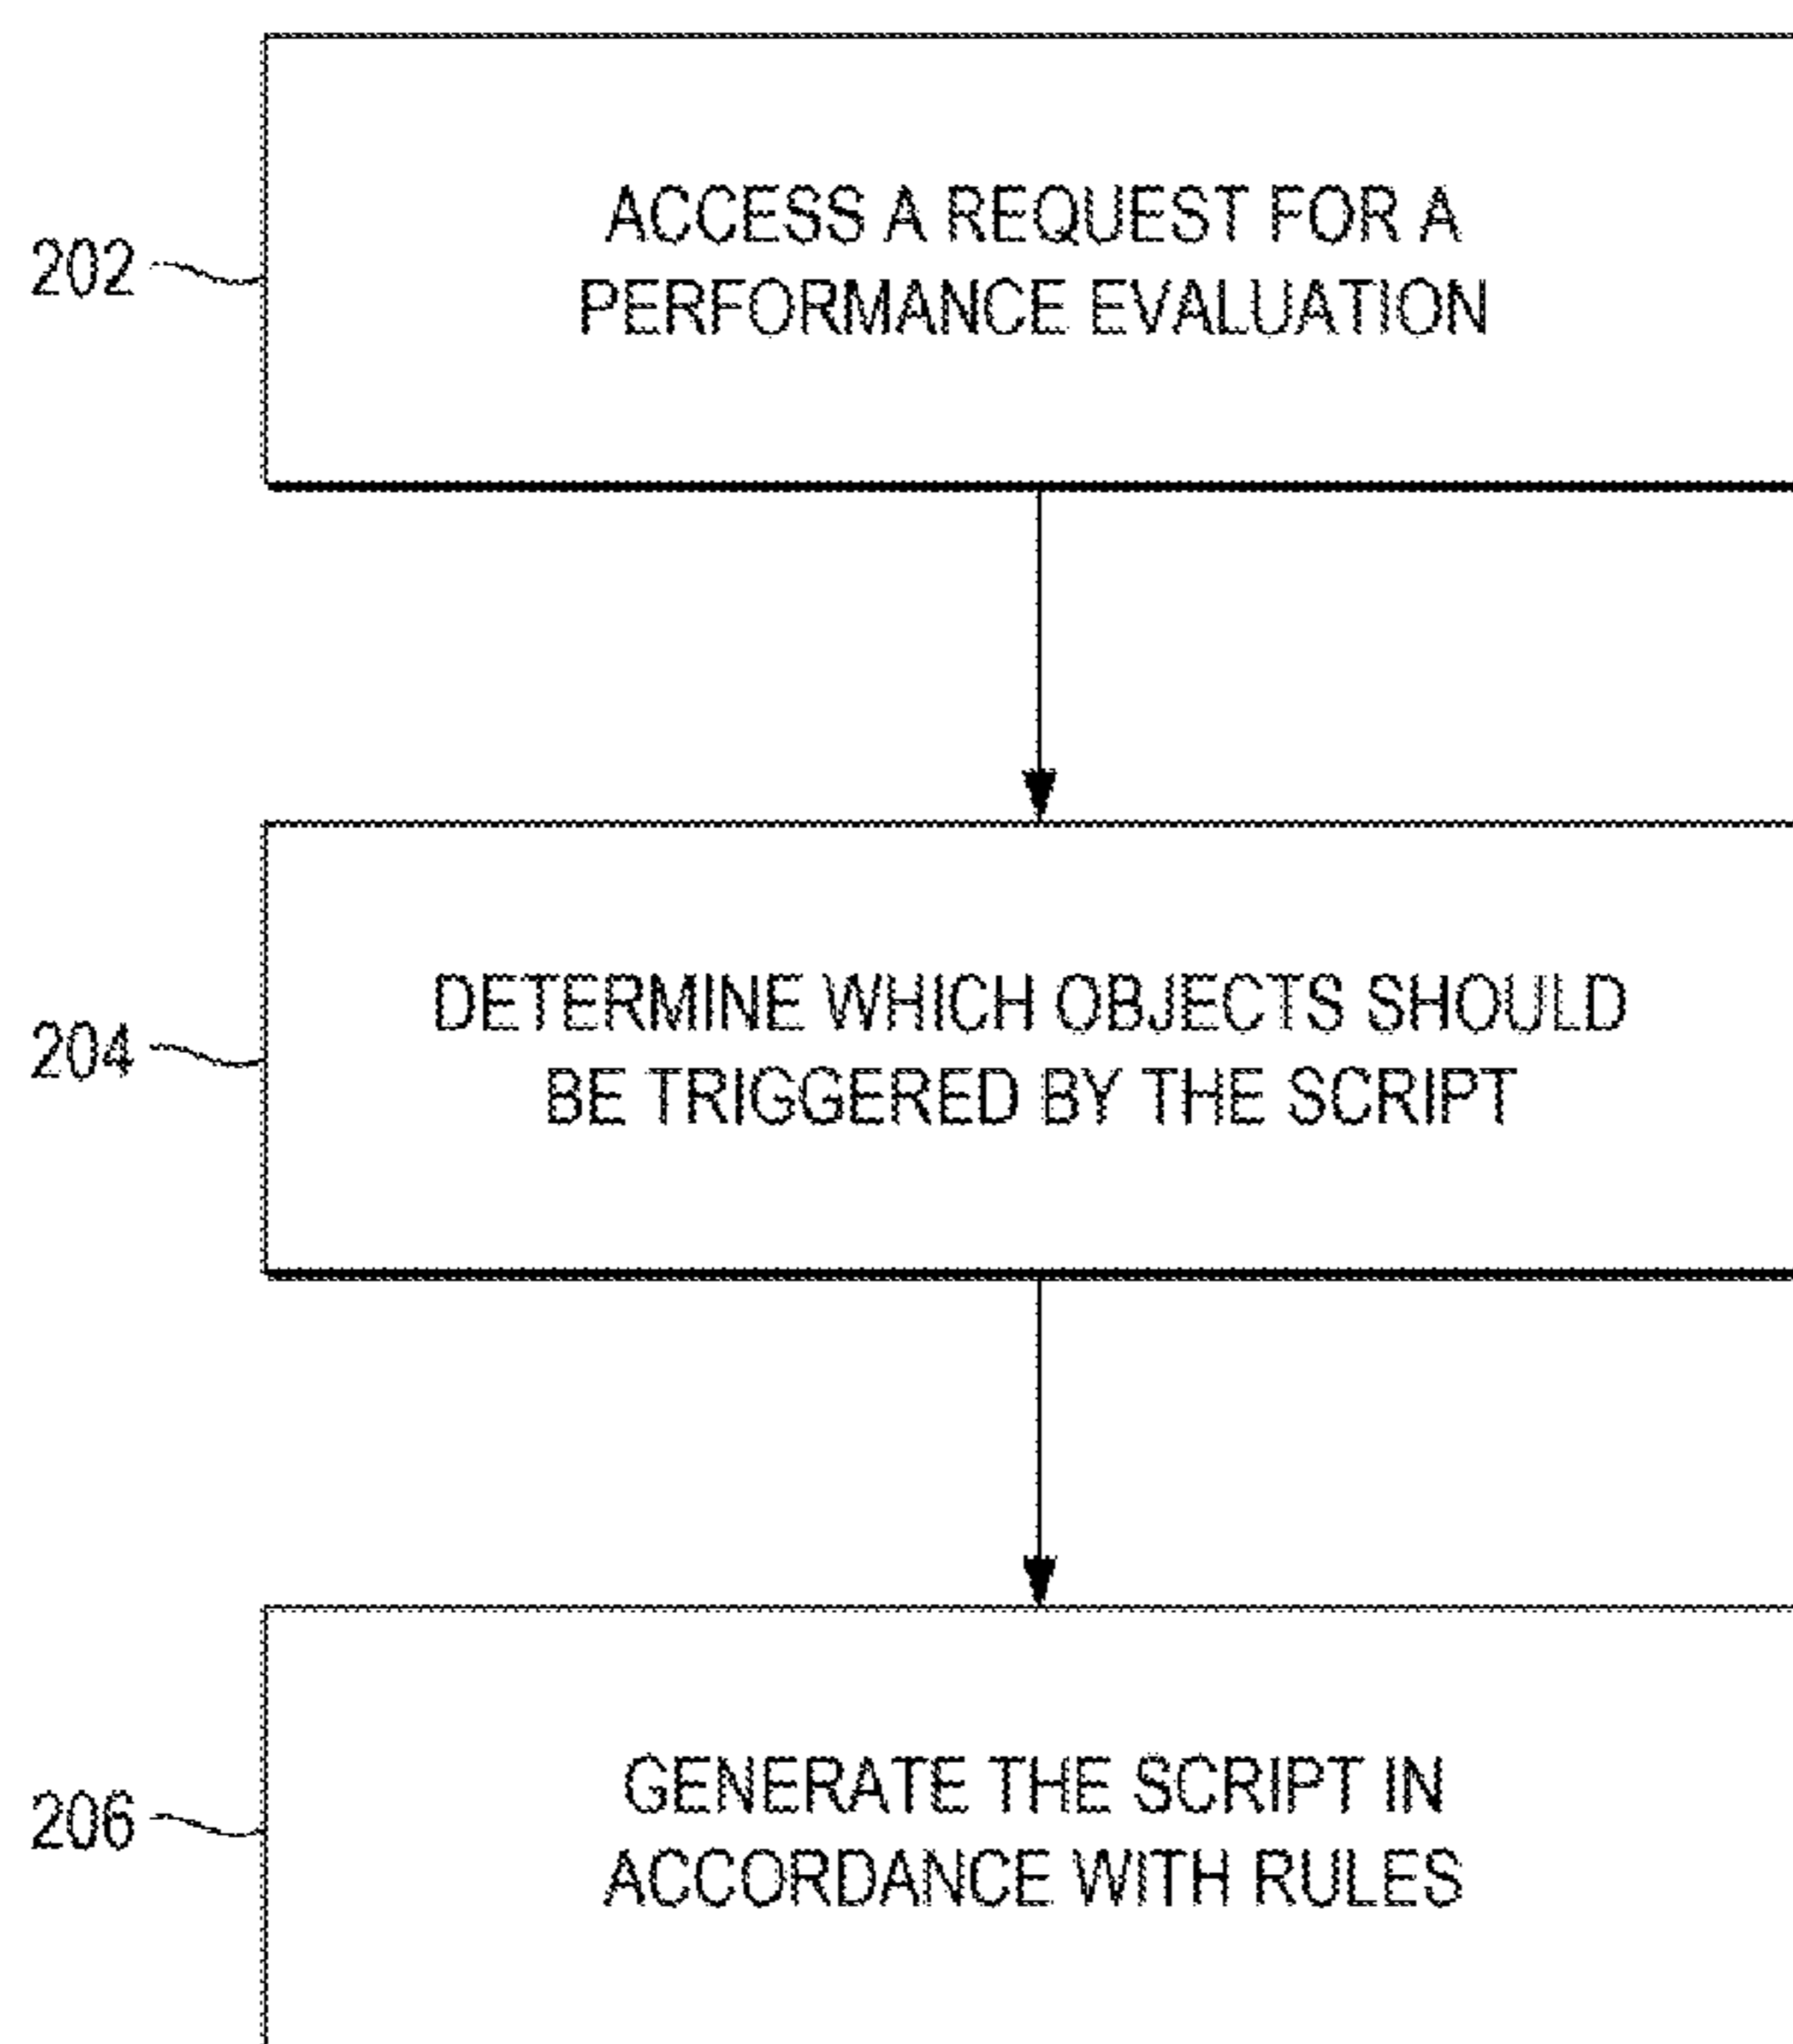 202
ACCESS A REQUEST FOR A
PERFORMANCE EVALUATION
204
DETERMINE WHICH OBJECTS SHOULD
BE TRIGGERED BY THE SCRIPT
206
GENERATE THE SCRIPT IN
ACCORDANCE WITH RULES